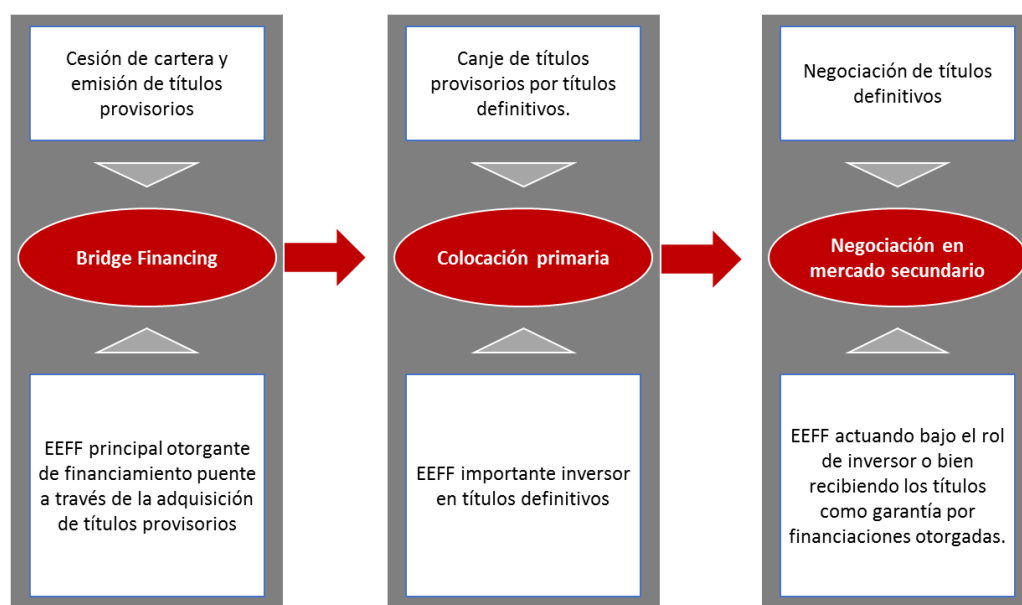 Cesión de cartera y
emisión de títulos
provisorios
Bridge Financing
EEFF principal otorgante
de financiamiento puente
a través de la adquisición
de títulos provisorios
Canje de títulos
provisorios por títulos
definitivos.
Colocación primaria
EEFF importante inversor
en títulos definitivos
Negociación de títulos
definitivos
Negociación en
mercado secundario
EEFF actuando bajo el rol
de inversor o bien
recibiendo los títulos
como garantía por
financiaciones otorgadas.